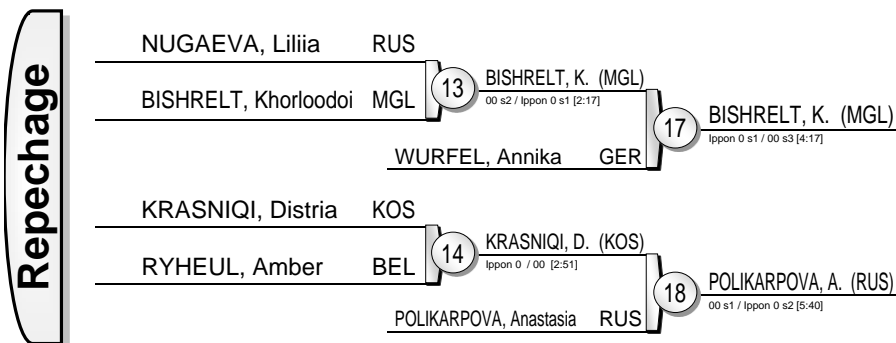 Repechage
NUGAEVA, Liliia RUS
BISHRELT, Khorloodoi MGL
13
BISHRELT, K. (MGL)
00 s2 / Ippon 0 s1 [2:17]
WURFEL, Annika GER
17
BISHRELT, K. (MGL)
Ippon 0 s1 / 00 s3 [4:17]
KRASNIQI, Distria KOS
RYHEUL, Amber BEL
14
KRASNIQI, D. (KOS)
Ippon 0 / 00 [2:51]
POLIKARPOVA, Anastasia RUS
18
POLIKARPOVA, A. (RUS)
00 s1 / Ippon 0 s2 [5:40]